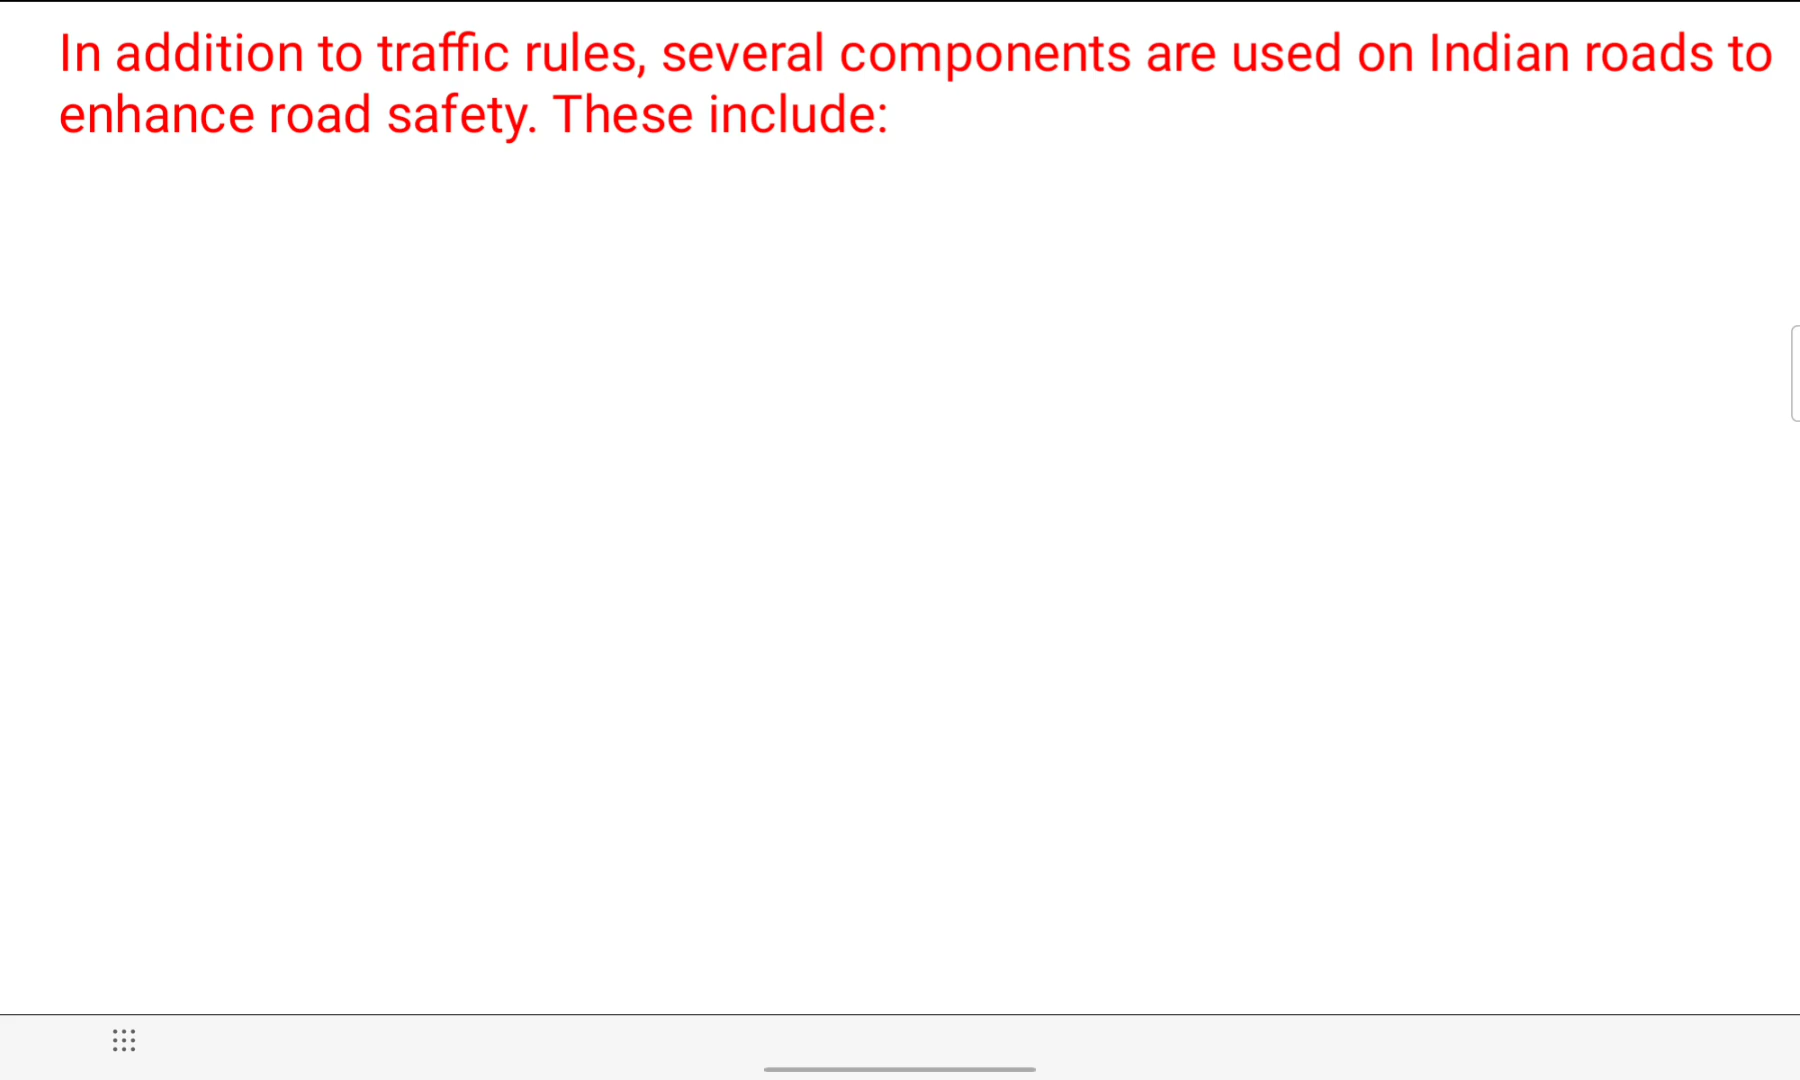 In addition to traffic rules, several components are used on Indian roads to
enhance road safety. These include: